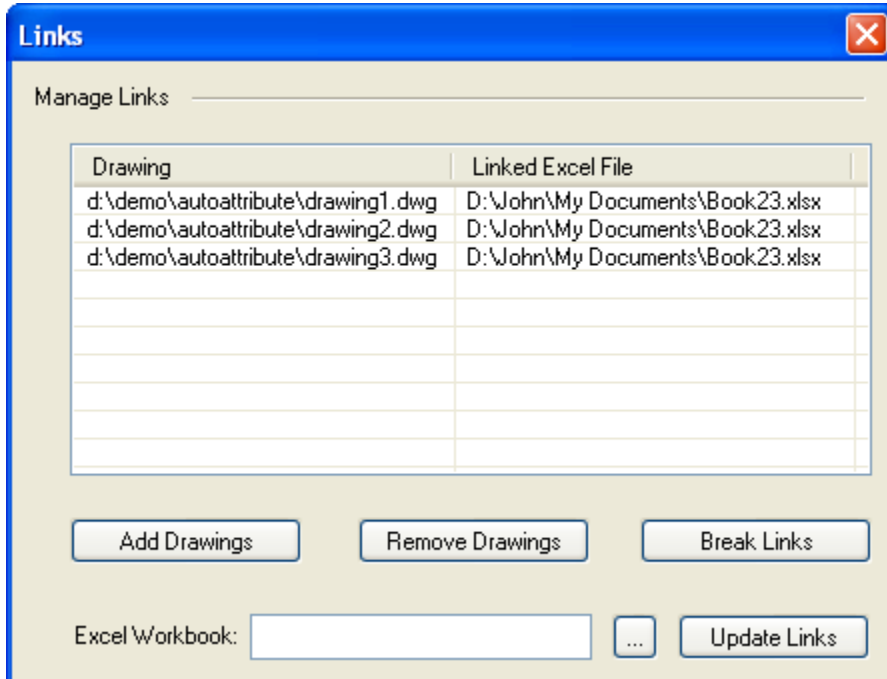 Links
Manage Links
Drawing Linked Excel File
d:\demo\autoattribute\drawing1.dwg D:\John\My Documents\Book23.xlsx
d:\demo\autoattribute\drawing2.dwg D:\John\My Documents\Book23.xlsx
d:\demo\autoattribute\drawing3.dwg D:\John\My Documents\Book23.xlsx
Add Drawings Remove Drawings Break Links
Excel Workbook: ... Update Links